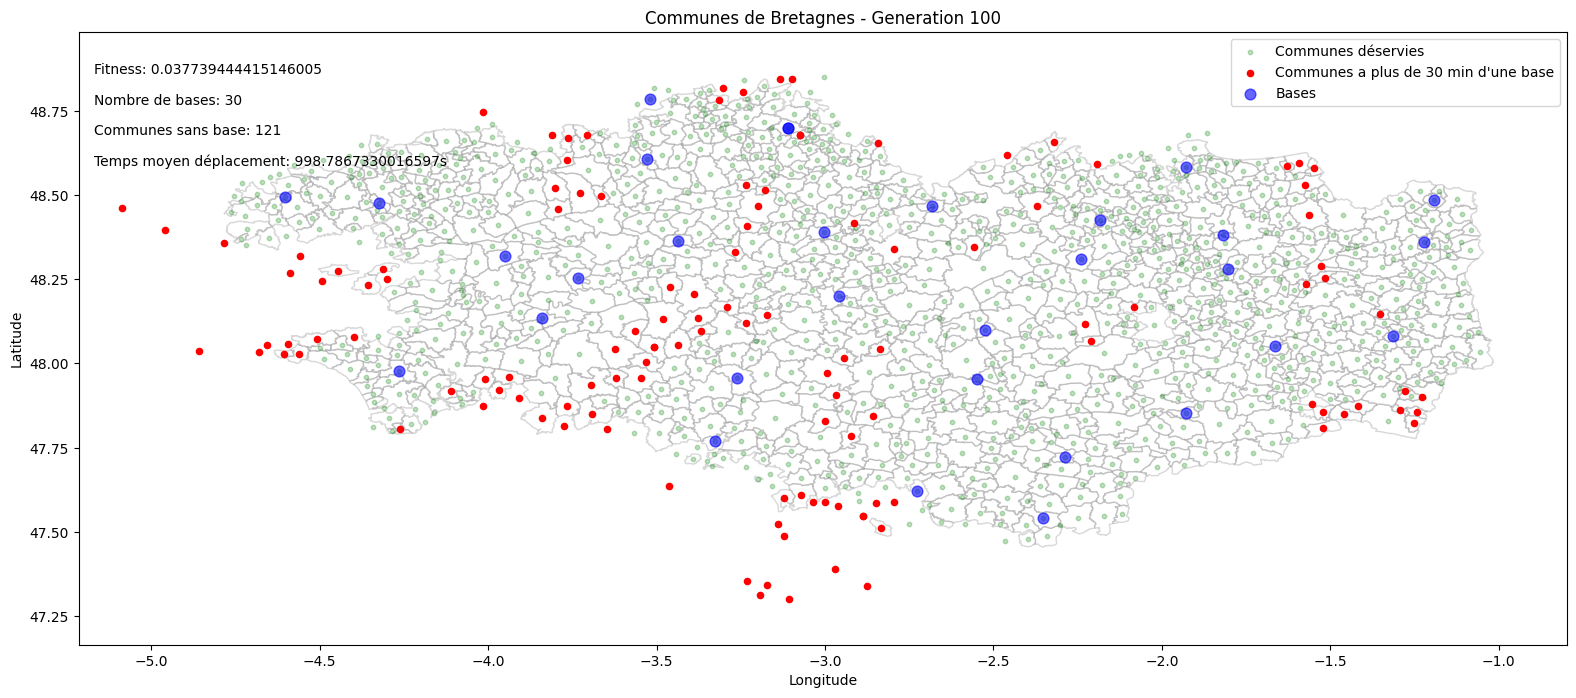 Communes de Bretagnes - Generation 100
Fitness: 0.037739444415146005
Nombre de bases: 30
Communes sans base: 121
Temps moyen déplacement: 998.7867330016597s
Communes déservies
Communes a plus de 30 min d'une base
Bases
Latitude
48.75
48.50
48.25
48.00
47.75
47.50
47.25
−5.0
−4.5
−4.0
−3.5
−3.0
−2.5
−2.0
−1.5
−1.0
Longitude